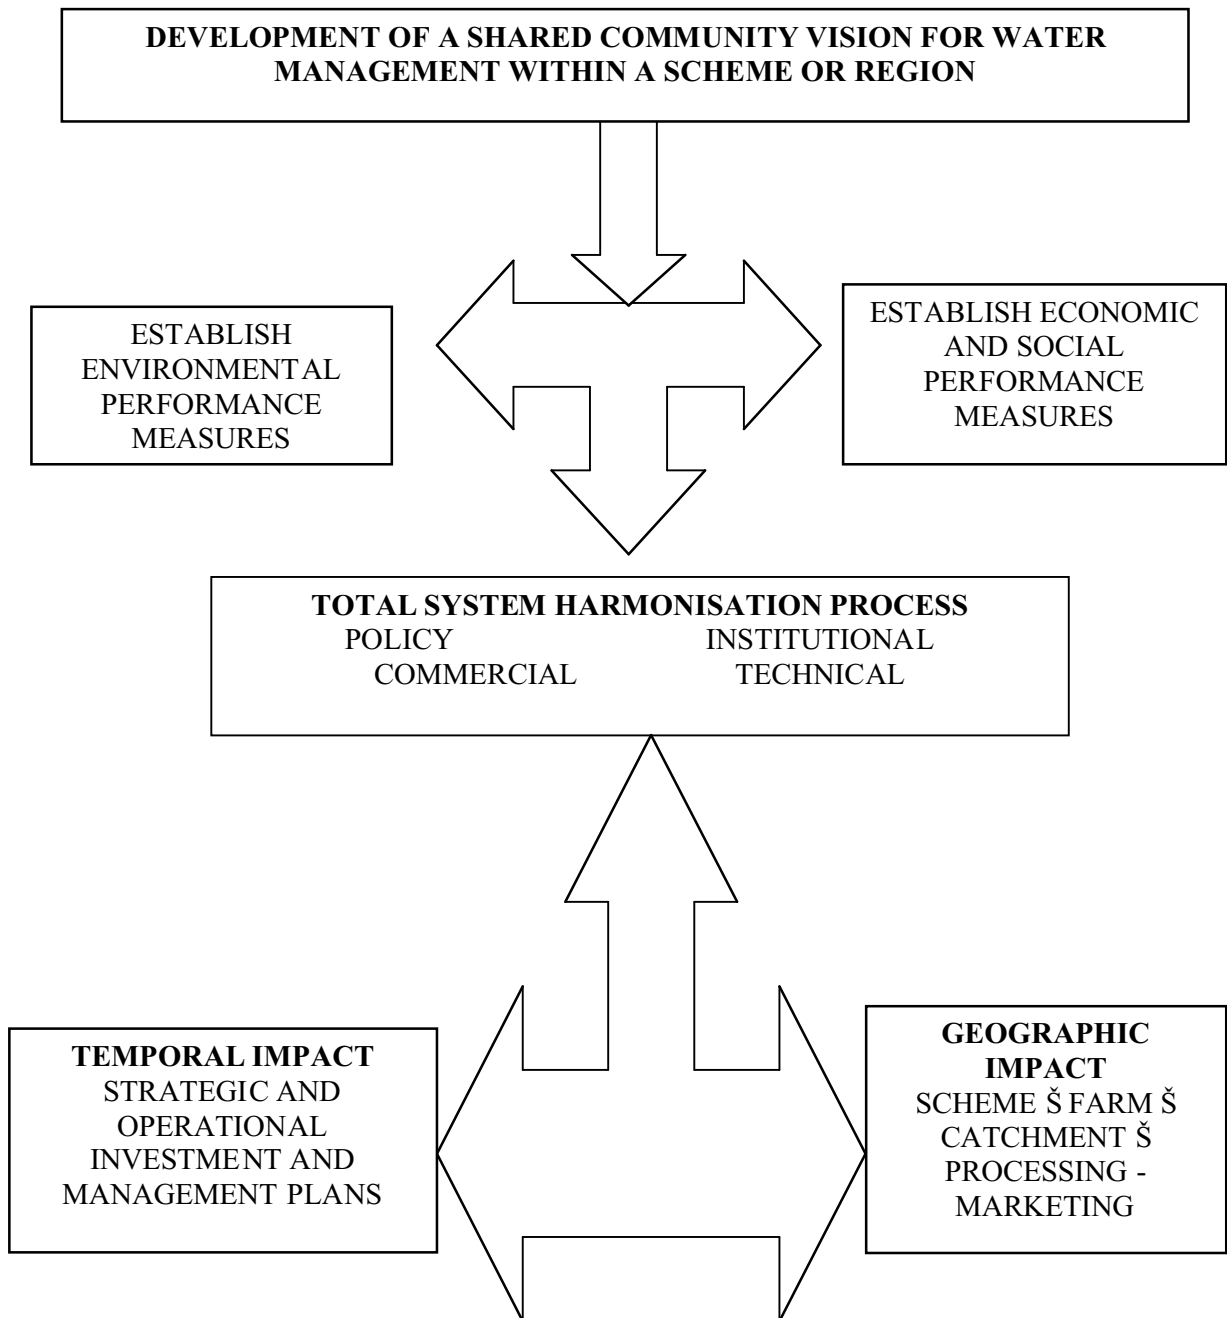 DEVELOPMENT OF A SHARED COMMUNITY VISION FOR WATER
MANAGEMENT WITHIN A SCHEME OR REGION
ESTABLISH
ENVIRONMENTAL
PERFORMANCE
MEASURES
ESTABLISH ECONOMIC
AND SOCIAL
PERFORMANCE
MEASURES
TOTAL SYSTEM HARMONISATION PROCESS
POLICY INSTITUTIONAL
COMMERCIAL TECHNICAL
TEMPORAL IMPACT
STRATEGIC AND
OPERATIONAL
INVESTMENT AND
MANAGEMENT PLANS
GEOGRAPHIC
IMPACT
SCHEME Š FARM Š
CATCHMENT Š
PROCESSING -
MARKETING